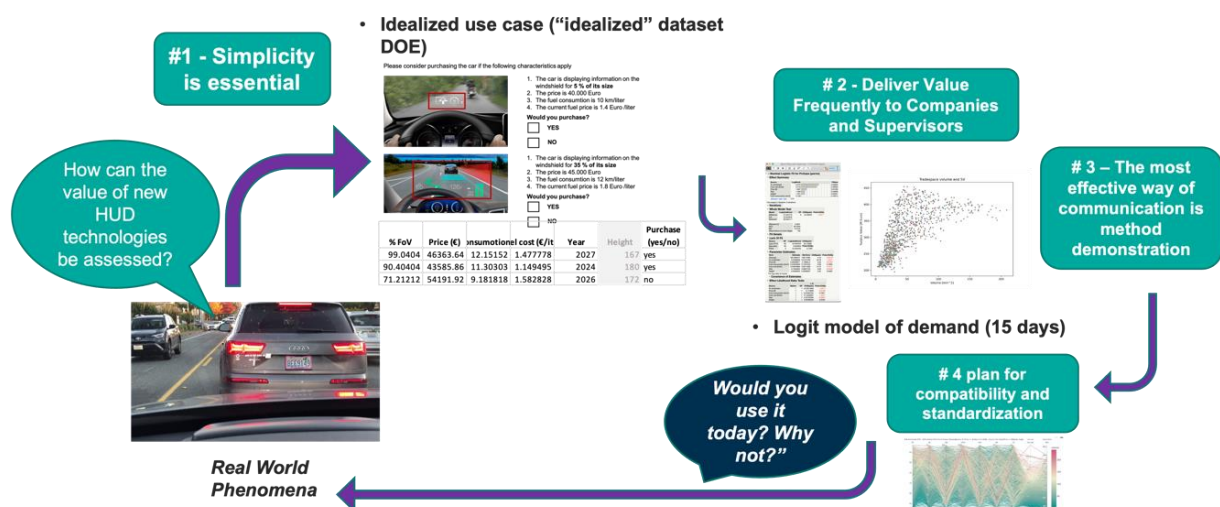 #1 - Simplicity
is essential
• Idealized use case (“idealized” dataset
DOE)
Please consider purchasing the car if the following characteristics apply
1. The car is displaying information on the
windshield for 5 % of its size
2. The price is 40.000 Euro
3. The fuel consumtion is 10 km/liter
4. The current fuel price is 1.4 Euro /liter
Would you purchase?
YES
NO
1. The car is displaying information on the
windshield for 35 % of its size
2. The price is 45.000 Euro
3. The fuel consumtion is 12 km/liter
4. The current fuel price is 1.8 Euro /liter
Would you purchase?
YES
NO
% FoV Price (€) onsumotionel cost (€/lit Year Height Purchase
(yes/no)
99.0404 46363.64 12.15152 1.477778 2027 167 yes
90.40404 43585.86 11.30303 1.149495 2024 180 yes
71.21212 54191.92 9.181818 1.582828 2026 172 no
How can the
value of new
HUD
technologies
be assessed?
# 2 - Deliver Value
Frequently to Companies
and Supervisors
# 3 – The most
effective way of
communication is
method
demonstration
• Logit model of demand (15 days)
# 4 plan for
compatibility and
standardization
Would you
use it
today? Why
not?”
Real World
Phenomena